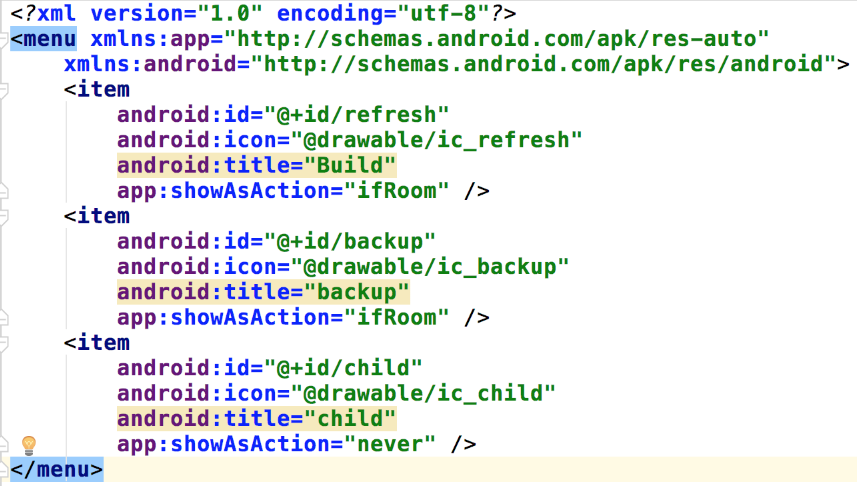 <?xml version="1.0" encoding="utf-8"?>
<menu xmlns:app="http://schemas.android.com/apk/res-auto"
    xmlns:android="http://schemas.android.com/apk/res/android">
    <item
        android:id="@+id/refresh"
        android:icon="@drawable/ic_refresh"
        android:title="Build"
        app:showAsAction="ifRoom" />
    <item
        android:id="@+id/backup"
        android:icon="@drawable/ic_backup"
        android:title="backup"
        app:showAsAction="ifRoom" />
    <item
        android:id="@+id/child"
        android:icon="@drawable/ic_child"
        android:title="child"
        app:showAsAction="never" />
</menu>